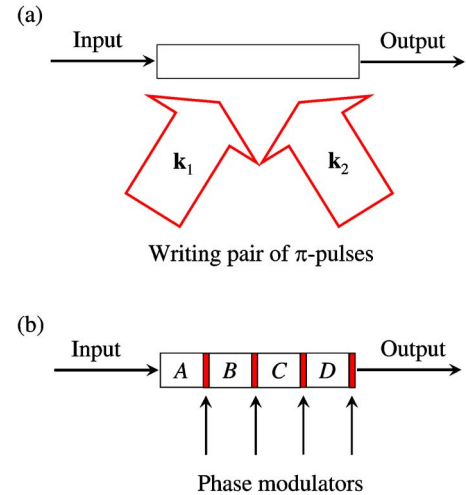 (a)
Input Output
k1 k2
Writing pair of π-pulses
(b)
Input Output
A B C D
Phase modulators